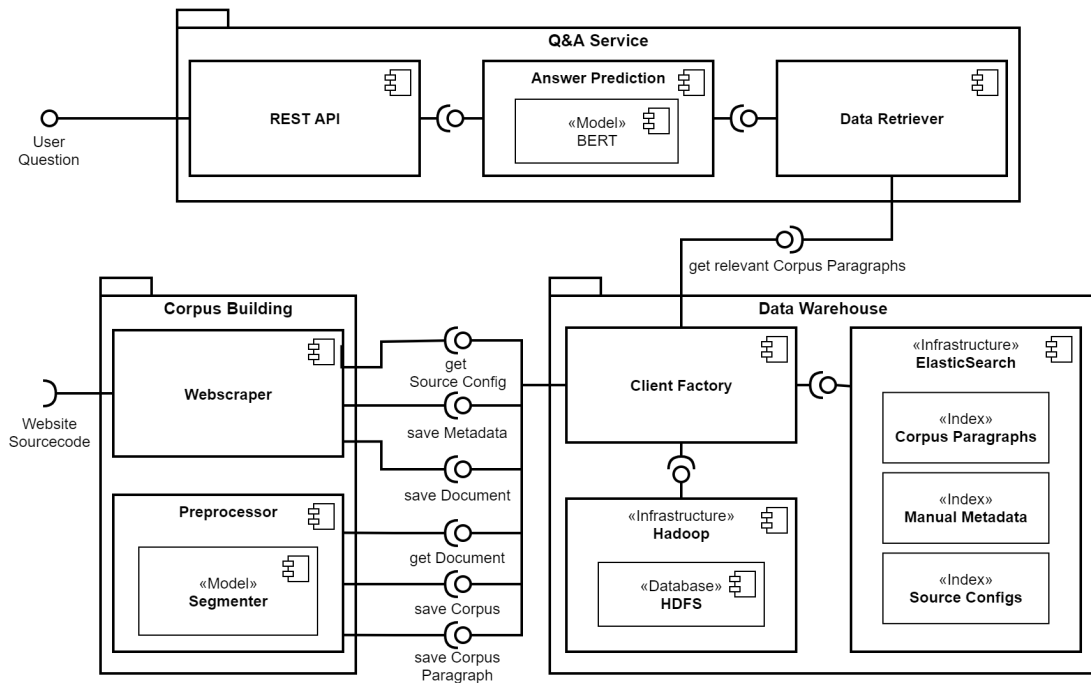 Q&A Service
REST API
Answer Prediction
«Model»
BERT
Data Retriever
User
Question
get relevant Corpus Paragraphs
Corpus Building
Webscraper
Website
Sourcecode
get
Source Config
save Metadata
save Document
Preprocessor
«Model»
Segmenter
get Document
save Corpus
save Corpus
Paragraph
Data Warehouse
Client Factory
«Infrastructure»
Hadoop
«Database»
HDFS
«Infrastructure»
ElasticSearch
«Index»
Corpus Paragraphs
«Index»
Manual Metadata
«Index»
Source Configs